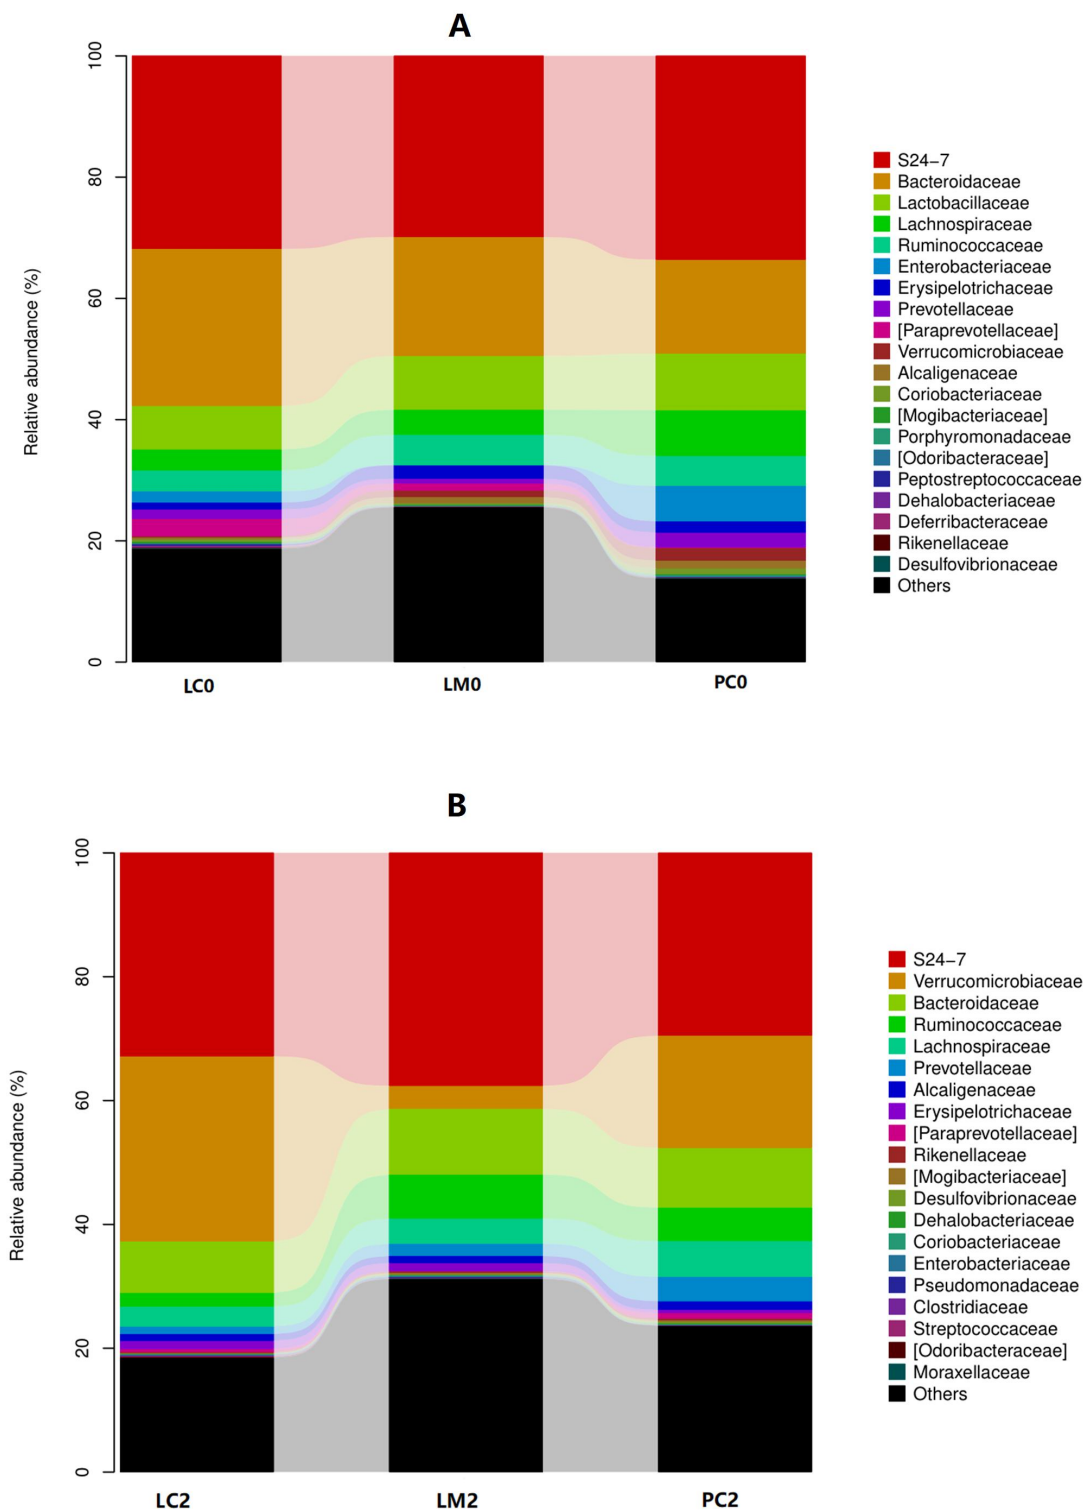 A
Relative abundance (%)
100
80
60
40
20
0
LC0
LM0
PC0
S24−7
Bacteroidaceae
Lactobacillaceae
Lachnospiraceae
Ruminococcaceae
Enterobacteriaceae
Erysipelotrichaceae
Prevotellaceae
[Paraprevotellaceae]
Verrucomicrobiaceae
Alcaligenaceae
Coriobacteriaceae
[Mogibacteriaceae]
Porphyromonadaceae
[Odoribacteraceae]
Peptostreptococcaceae
Dehalobacteriaceae
Deferribacteraceae
Rikenellaceae
Desulfovibrionaceae
Others
B
Relative abundance (%)
100
80
60
40
20
0
LC2
LM2
PC2
S24−7
Verrucomicrobiaceae
Bacteroidaceae
Ruminococcaceae
Lachnospiraceae
Prevotellaceae
Alcaligenaceae
Erysipelotrichaceae
[Paraprevotellaceae]
Rikenellaceae
[Mogibacteriaceae]
Desulfovibrionaceae
Dehalobacteriaceae
Coriobacteriaceae
Enterobacteriaceae
Pseudomonadaceae
Clostridiaceae
Streptococcaceae
[Odoribacteraceae]
Moraxellaceae
Others